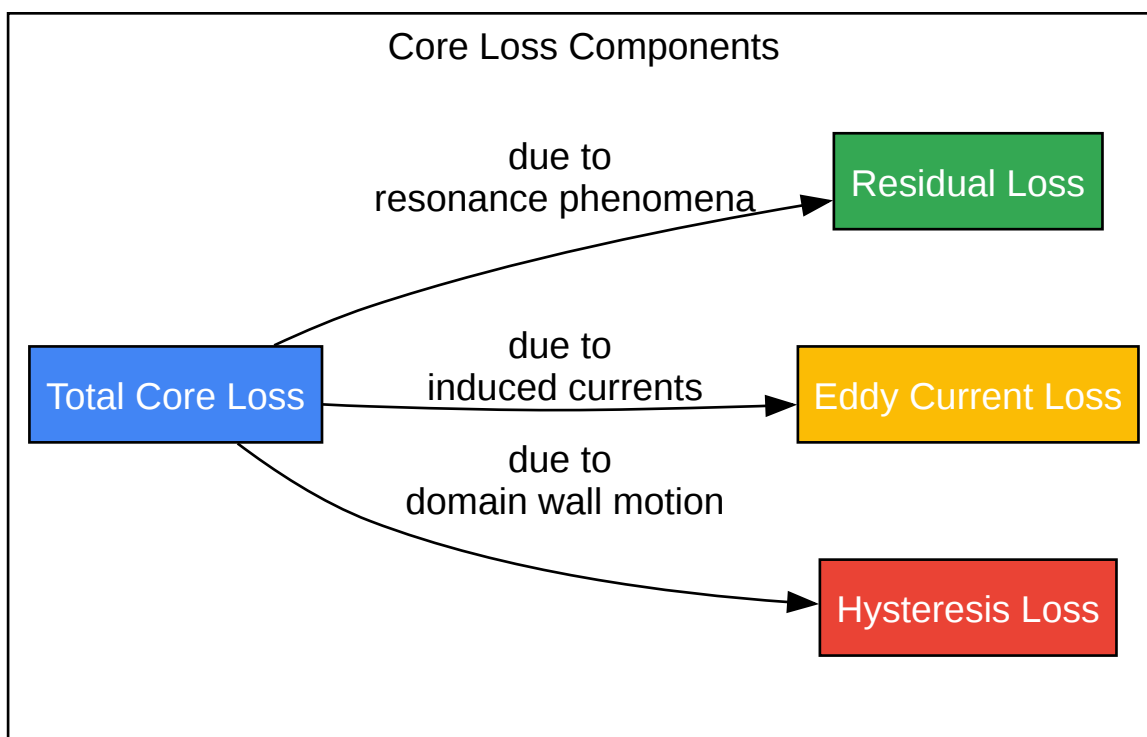 Core Loss Components
due to
resonance phenomena
Residual Loss
Total Core Loss
due to
induced currents
Eddy Current Loss
due to
domain wall motion
Hysteresis Loss